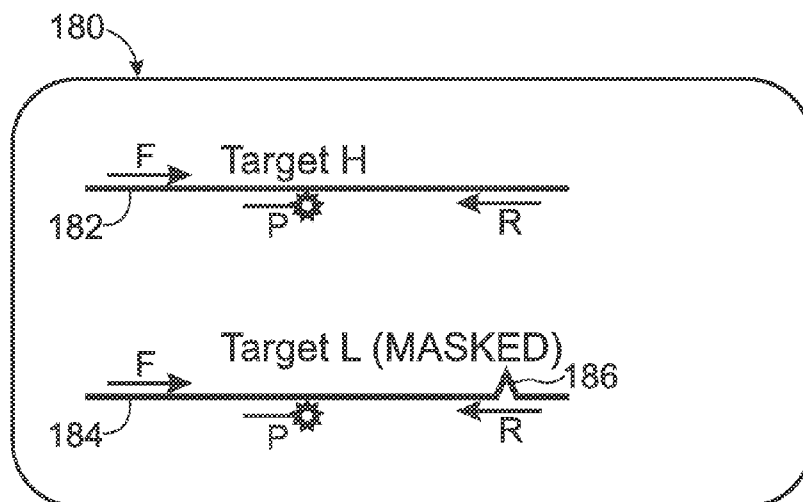 180
F Target H
182 P R
Target L (MASKED)
F 186
184 P R